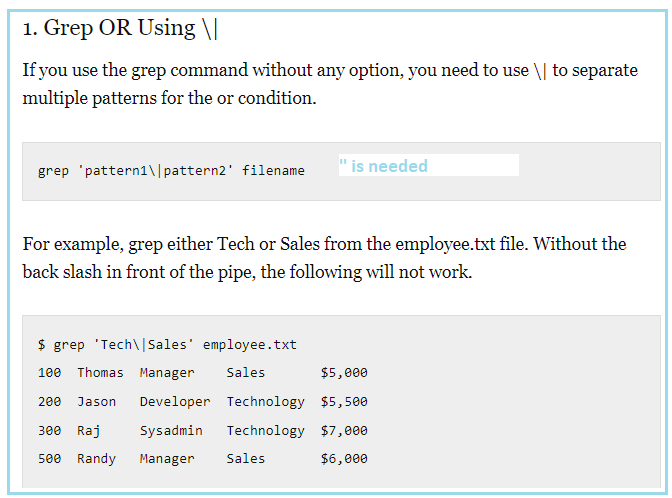 1. Grep OR Using \|
If you use the grep command without any option, you need to use \| to separate
multiple patterns for the or condition.
grep 'pattern1\|pattern2' filename
" is needed
For example, grep either Tech or Sales from the employee.txt file. Without the
back slash in front of the pipe, the following will not work.
$ grep 'Tech\|Sales' employee.txt
100 Thomas Manager Sales $5,000
200 Jason Developer Technology $5,500
300 Raj Sysadmin Technology $7,000
500 Randy Manager Sales $6,000